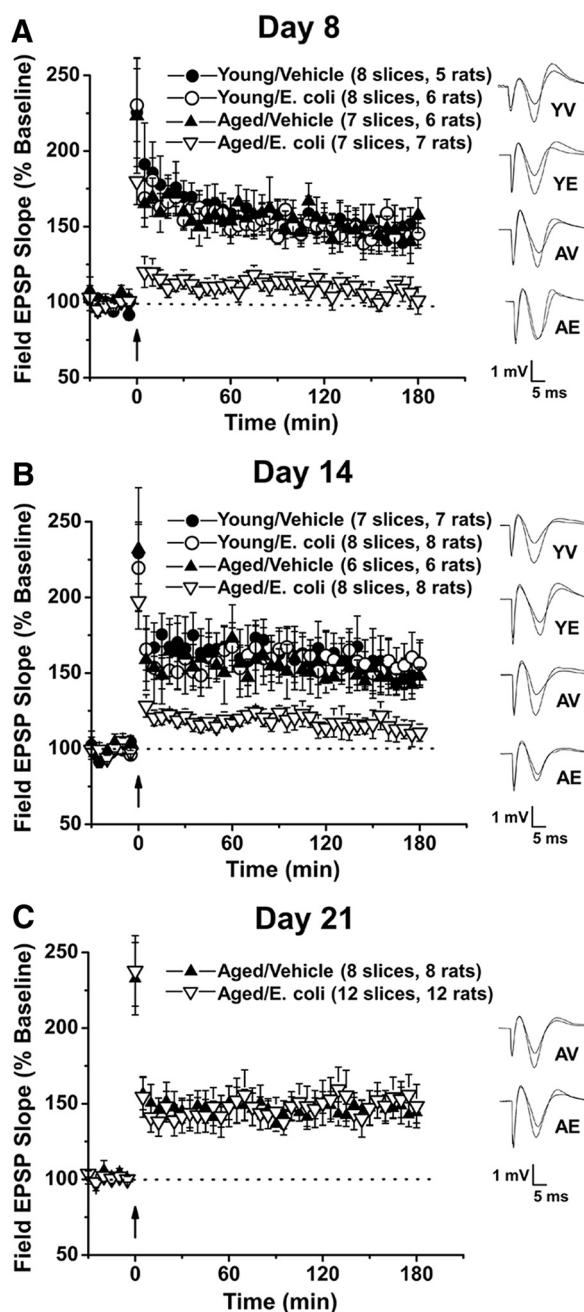 A
Day 8
Field EPSP Slope (% Baseline)
250
200
150
100
50
Young/Vehicle (8 slices, 5 rats)
Young/E. coli (8 slices, 6 rats)
Aged/Vehicle (7 slices, 6 rats)
Aged/E. coli (7 slices, 7 rats)
0
60
120
180
Time (min)
YV
YE
AV
AE
1 mV
5 ms
B
Day 14
Field EPSP Slope (% Baseline)
250
200
150
100
50
Young/Vehicle (7 slices, 7 rats)
Young/E. coli (8 slices, 8 rats)
Aged/Vehicle (6 slices, 6 rats)
Aged/E. coli (8 slices, 8 rats)
0
60
120
180
Time (min)
YV
YE
AV
AE
1 mV
5 ms
C
Day 21
Field EPSP Slope (% Baseline)
250
200
150
100
50
Aged/Vehicle (8 slices, 8 rats)
Aged/E. coli (12 slices, 12 rats)
0
60
120
180
Time (min)
AV
AE
1 mV
5 ms